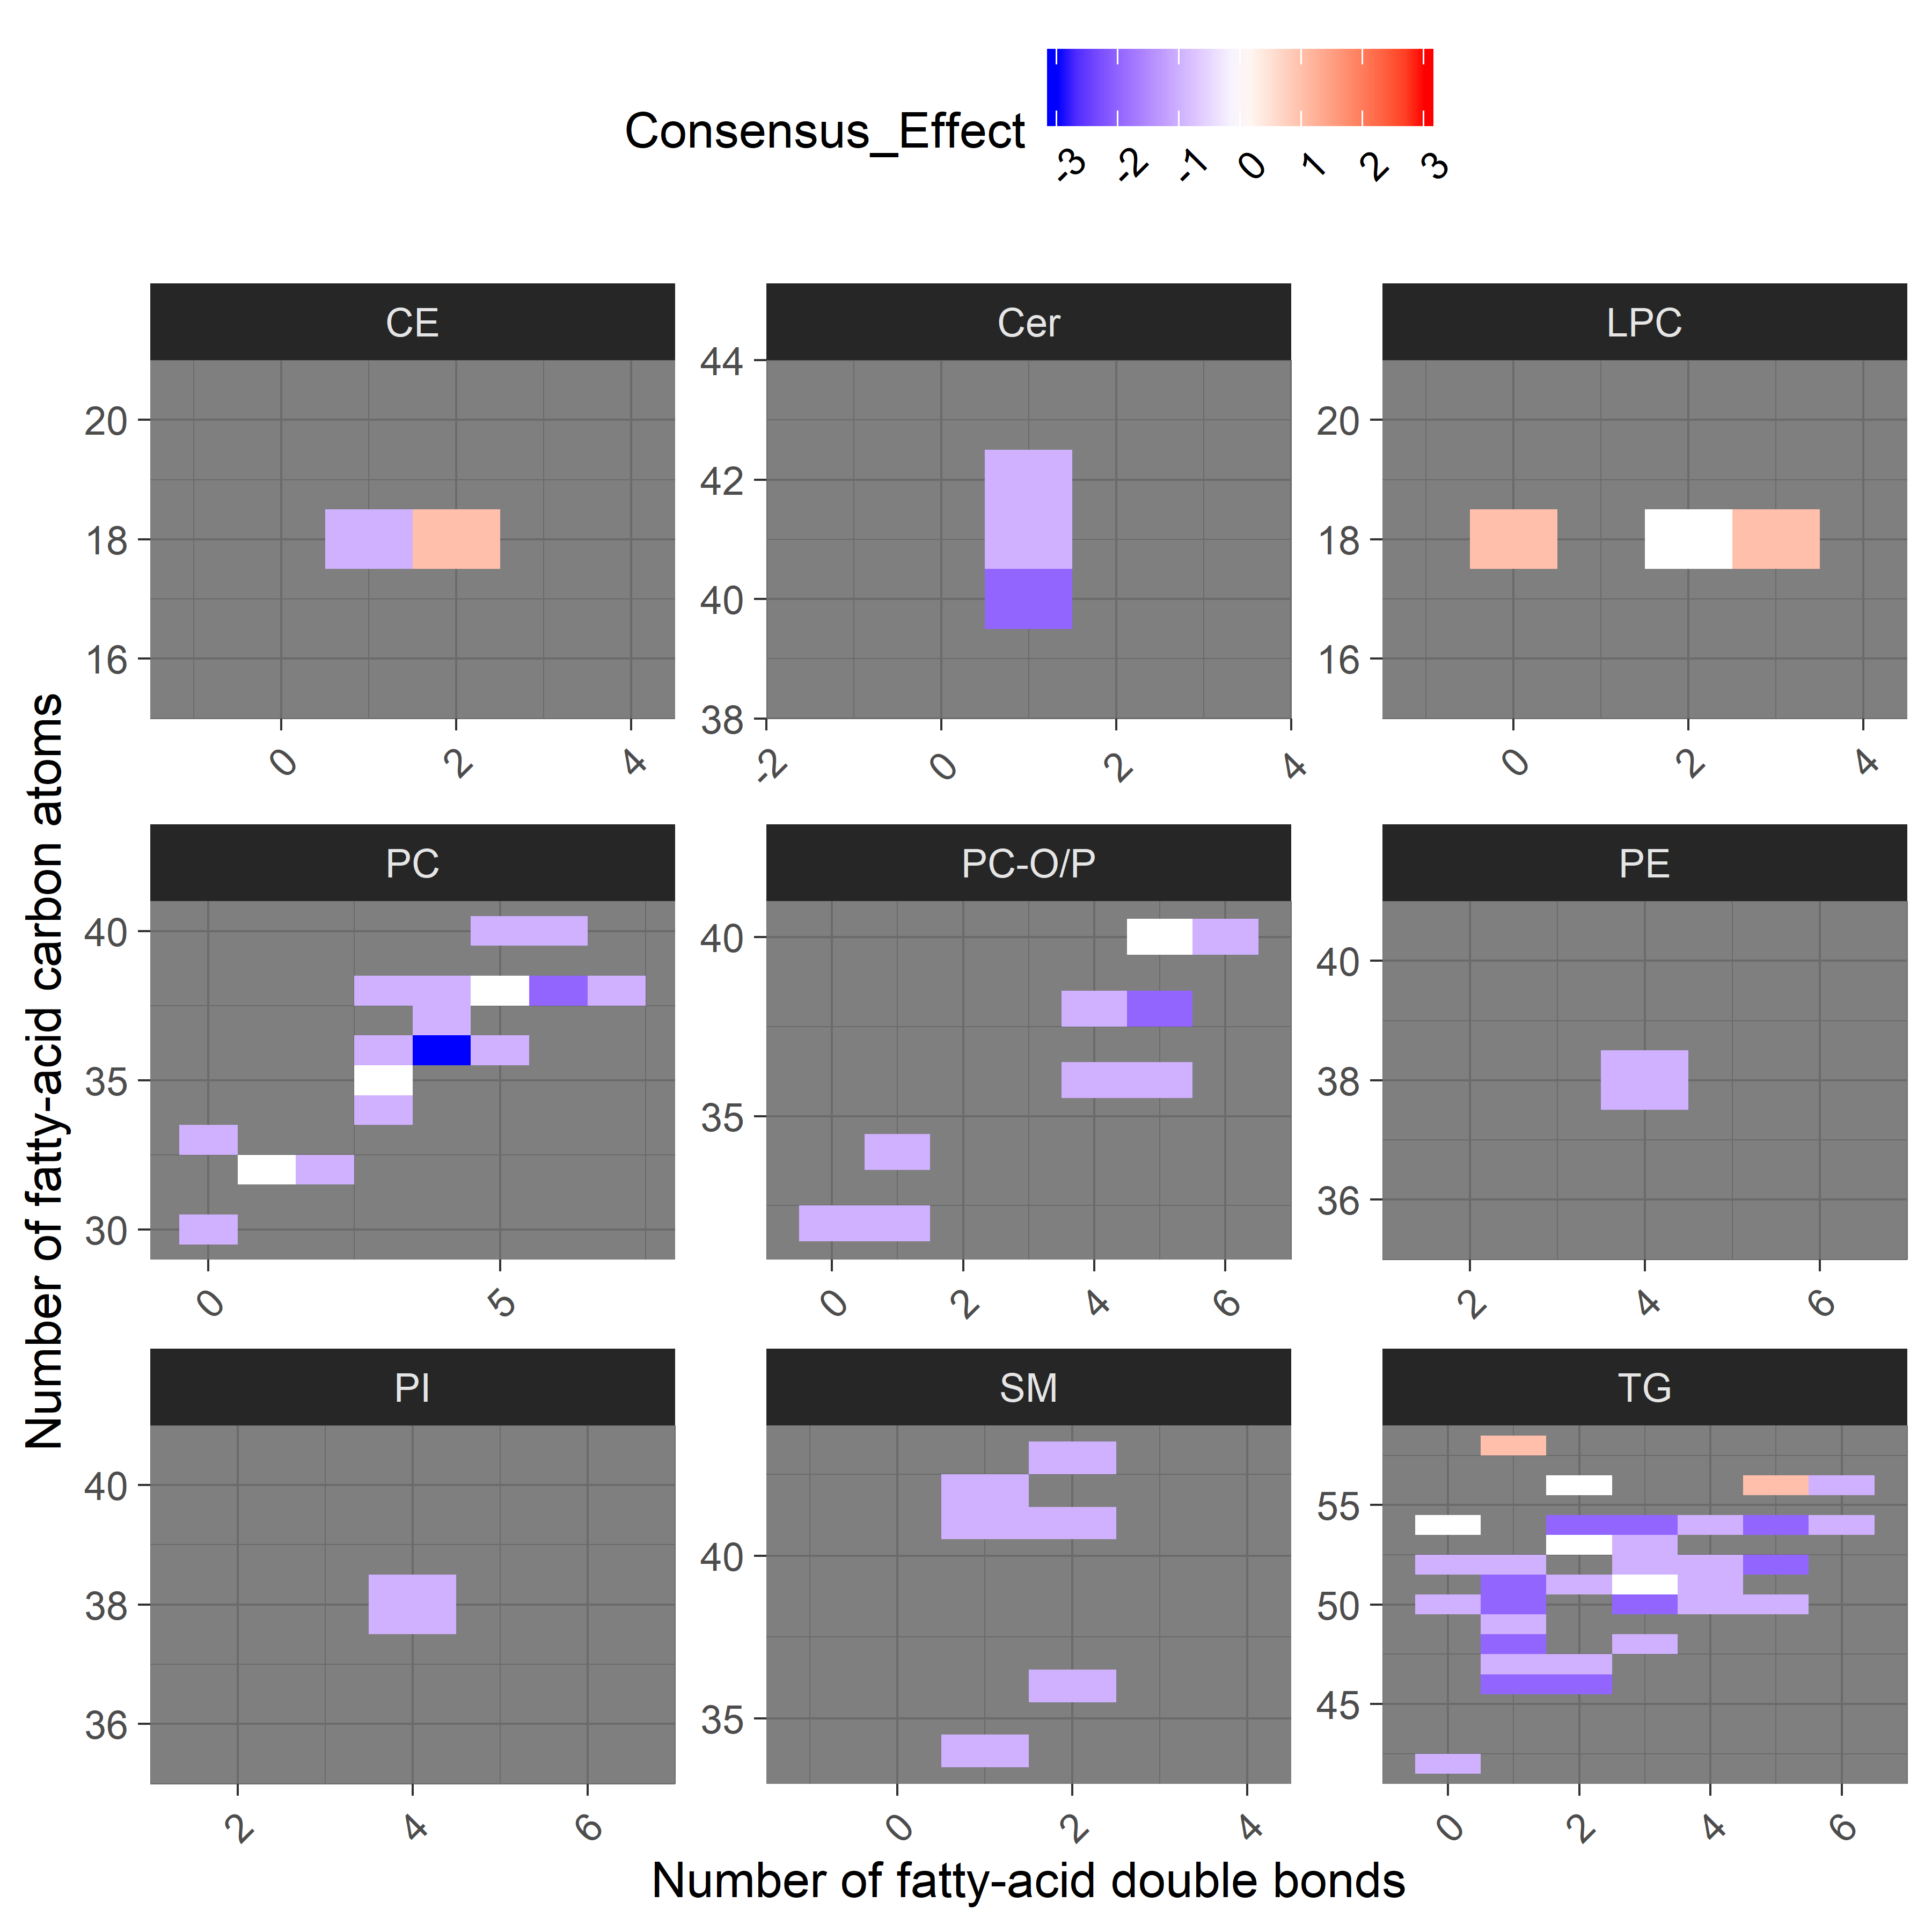 Consensus_Effect
-3 -2 -1 0 1 2 3
CE Cer LPC
20 18 16
44 42 40 38
20 18 16
0 2 4
-2 0 2 4
0 2 4
PC PC-O/P PE
40 35 30
40 35
40 38 36
0 5
0 2 4 6
2 4 6
PI SM TG
40 38 36
40 35
55 50 45
2 4 6
0 2 4
0 2 4 6
Number of fatty-acid carbon atoms
Number of fatty-acid double bonds